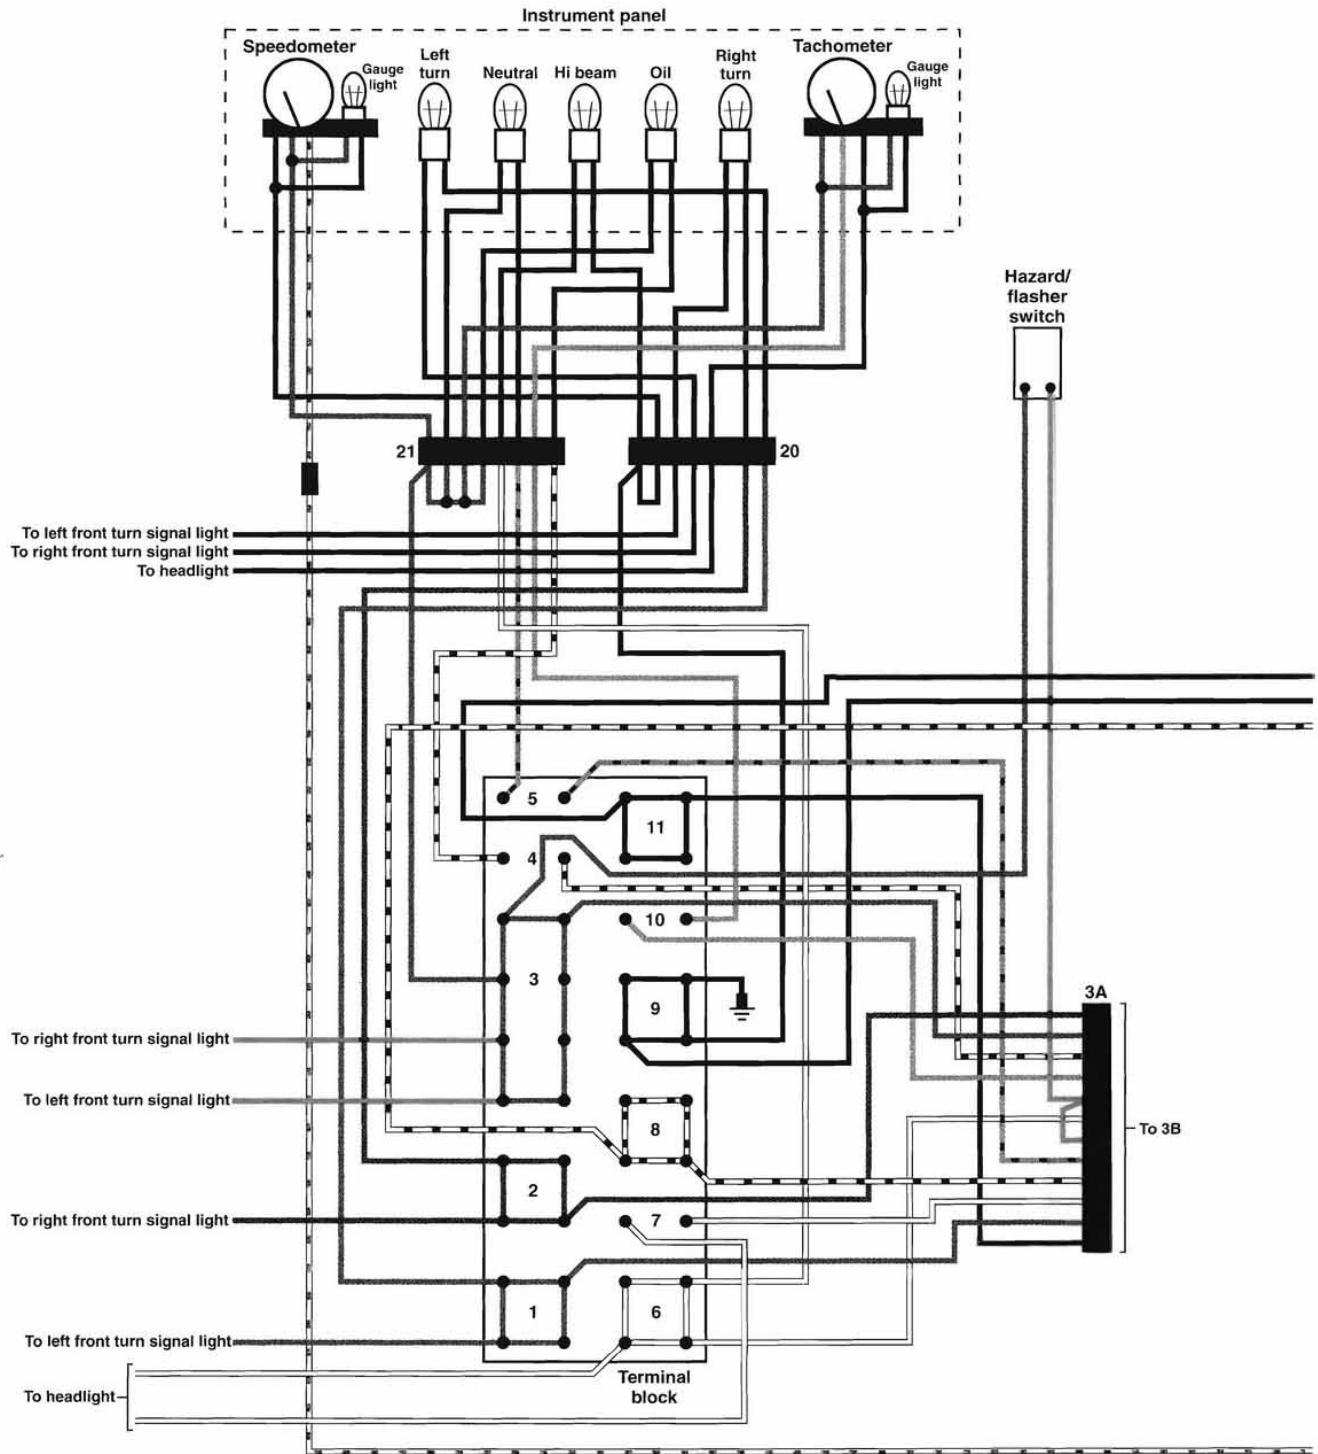 Instrument panel
Speedometer
Gauge
light
Left
turn
Neutral
Hi beam
Oil
Right
turn
Tachometer
Gauge
light
Hazard/
flasher
switch
21
20
To left front turn signal light
To right front turn signal light
To headlight
5
11
4
10
3
9
3A
To right front turn signal light
To left front turn signal light
8
To 3B
2
To right front turn signal light
7
1
6
To left front turn signal light
To headlight
Terminal
block